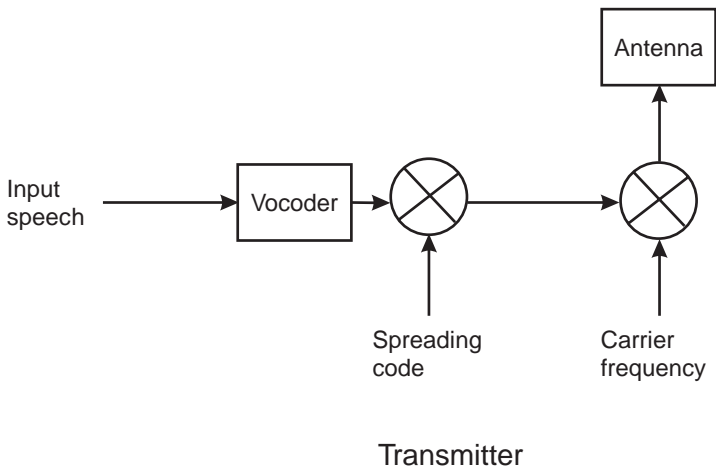 Antenna
Input
speech
Vocoder
Spreading
code
Carrier
frequency
Transmitter